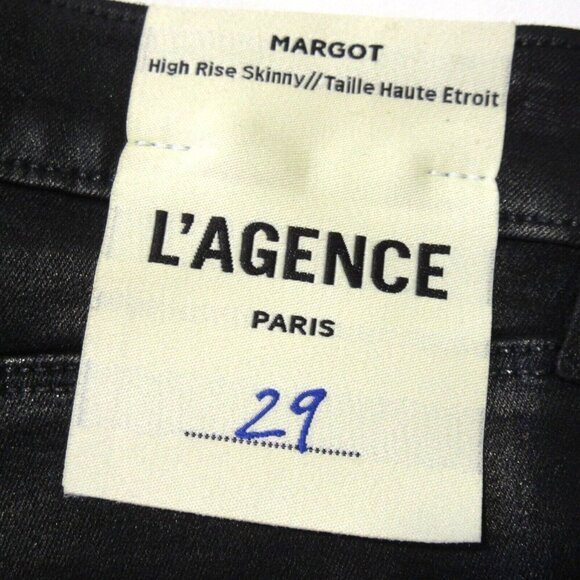 MARGOT
High Rise Skinny//Taille Haute Etroit
L'AGENCE
PARIS
29